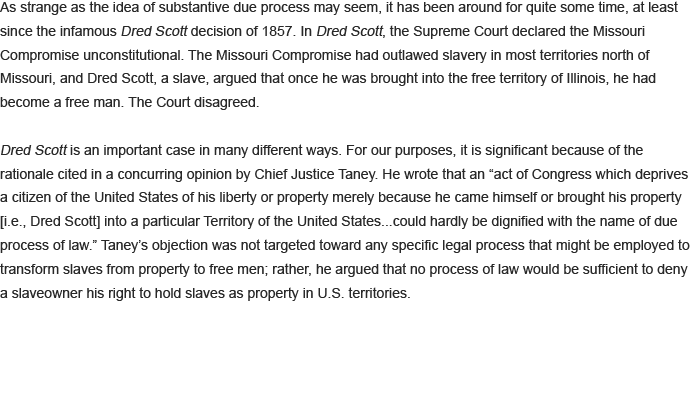 As strange as the idea of substantive due process may seem, it has been around for quite some time, at least
since the infamous Dred Scott decision of 1857. In Dred Scott, the Supreme Court declared the Missouri
Compromise unconstitutional. The Missouri Compromise had outlawed slavery in most territories north of
Missouri, and Dred Scott, a slave, argued that once he was brought into the free territory of Illinois, he had
become a free man. The Court disagreed.

Dred Scott is an important case in many different ways. For our purposes, it is significant because of the
rationale cited in a concurring opinion by Chief Justice Taney. He wrote that an “act of Congress which deprives
a citizen of the United States of his liberty or property merely because he came himself or brought his property
[i.e., Dred Scott] into a particular Territory of the United States...could hardly be dignified with the name of due
process of law.” Taney’s objection was not targeted toward any specific legal process that might be employed to
transform slaves from property to free men; rather, he argued that no process of law would be sufficient to deny
a slaveowner his right to hold slaves as property in U.S. territories.